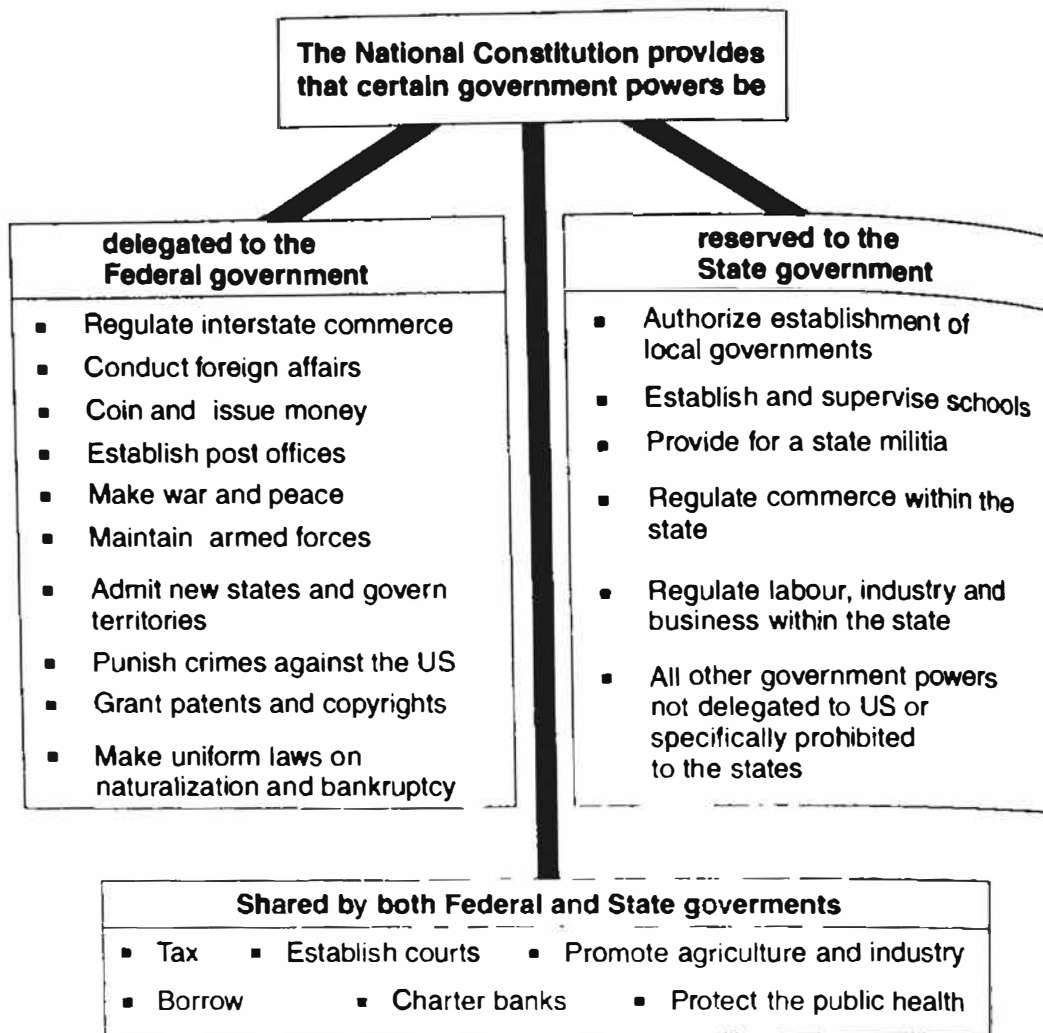 The National Constitution provides
that certain government powers be
delegated to the
Federal government
▪ Regulate interstate commerce
▪ Conduct foreign affairs
▪ Coin and issue money
▪ Establish post offices
▪ Make war and peace
▪ Maintain armed forces
▪ Admit new states and govern
territories
▪ Punish crimes against the US
▪ Grant patents and copyrights
▪ Make uniform laws on
naturalization and bankruptcy
reserved to the
State government
▪ Authorize establishment of
local governments
▪ Establish and supervise schools
▪ Provide for a state militia
▪ Regulate commerce within the
state
▪ Regulate labour, industry and
business within the state
▪ All other government powers
not delegated to US or
specifically prohibited
to the states
Shared by both Federal and State goverments
▪ Tax ▪ Establish courts ▪ Promote agriculture and industry
▪ Borrow ▪ Charter banks ▪ Protect the public health